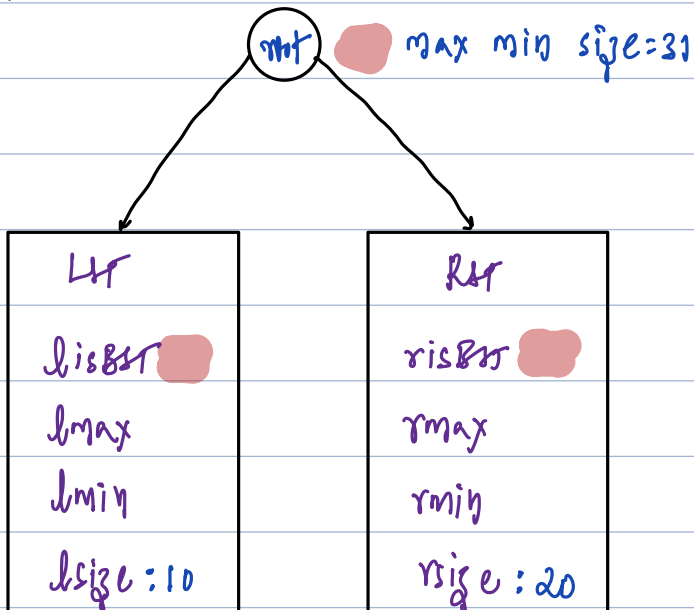 root max min size=31
LST RST
lisBST risBST
lmax rmax
lmin rmin
lsize:10 rsize:20